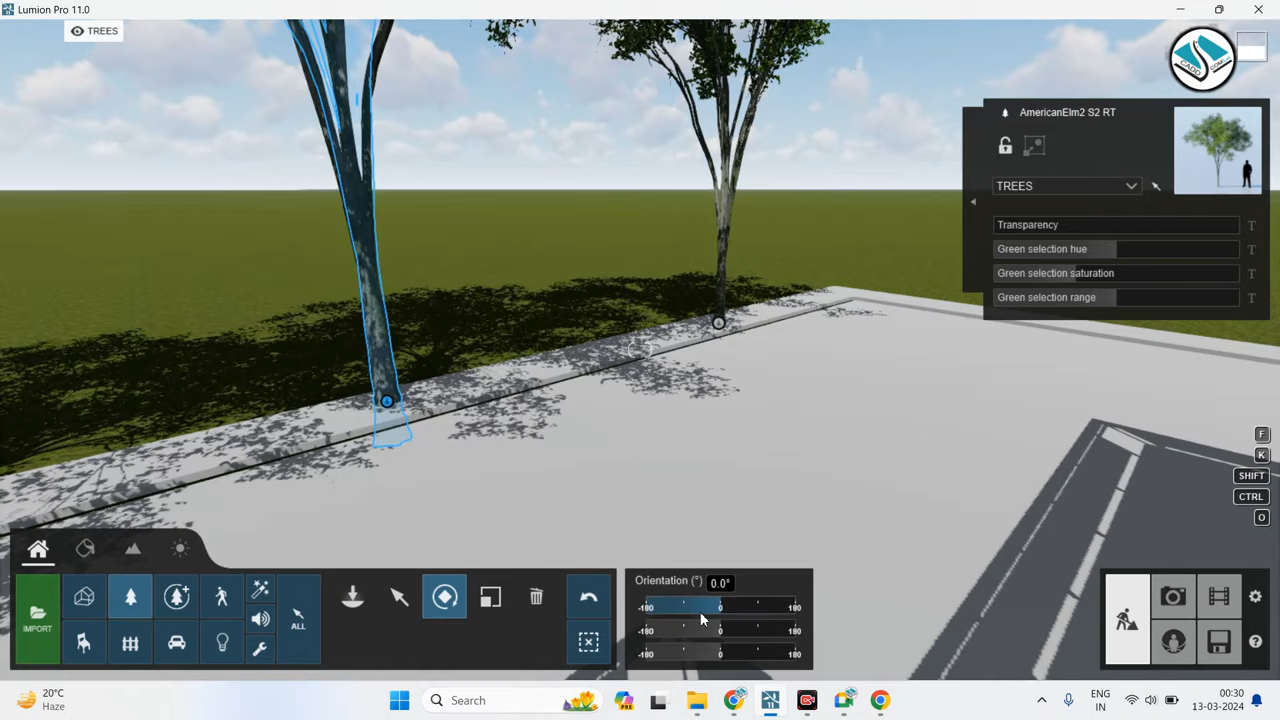 Lumion Pro 11.0
TREES
CADD
AmericanElm2 S2 RT
TREES
Transparency T
Green selection hue T
Green selection saturation T
Green selection range T
F
K
SHIFT
CTRL
O
IMPORT
ALL
Orientation (°) 0.0°
-180 0 180
-180 0 180
-180 0 180
20°C
Haze
Search
PRE
ENG
IN
00:30
13-03-2024